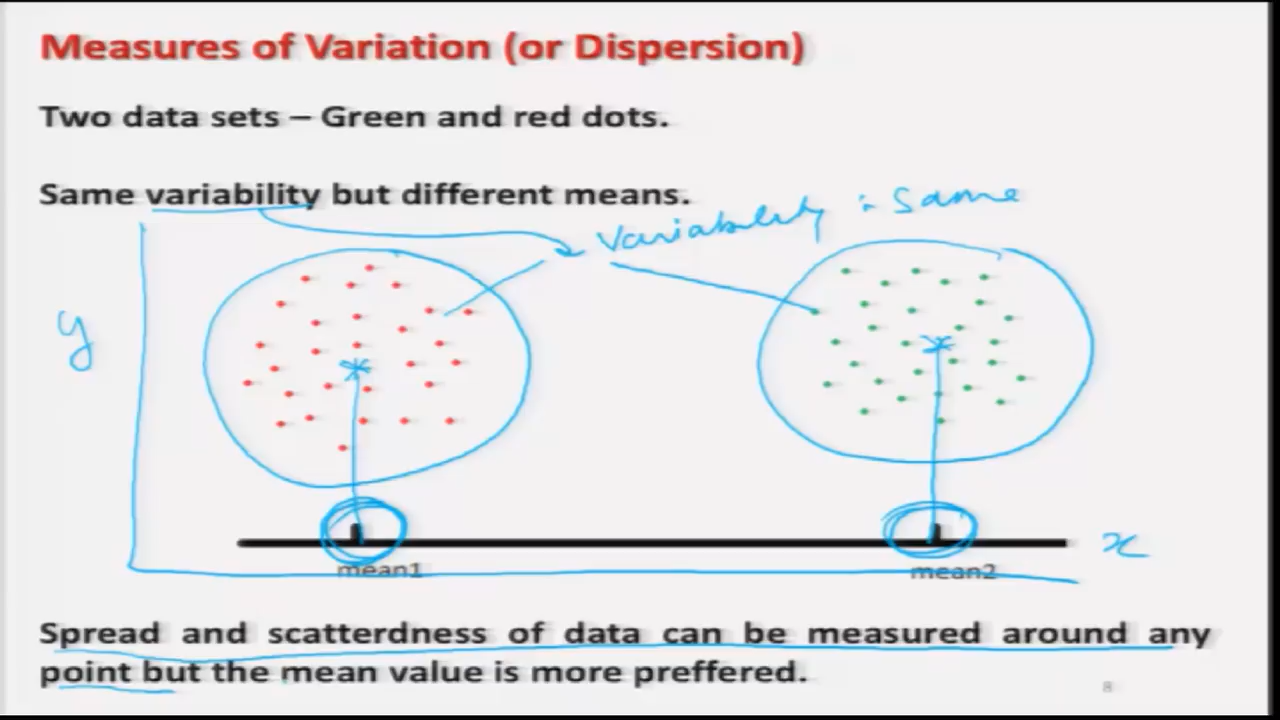 Measures of Variation (or Dispersion)
Two data sets – Green and red dots.
Same variability but different means.
Variability : Same
y
x
mean1
mean2
Spread and scatterdness of data can be measured around any
point but the mean value is more preffered.
8